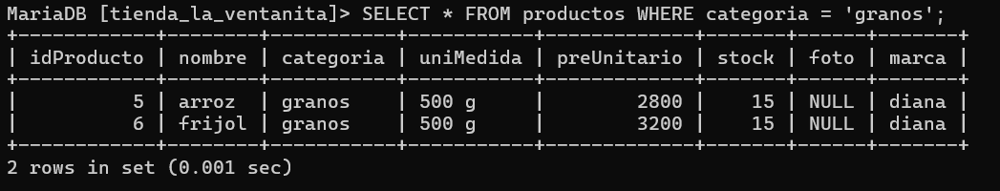 MariaDB [tienda_la_ventanita]> SELECT * FROM productos WHERE categoria = 'granos';
+------------+--------+-----------+-----------+-------------+-------+------+-------+
| idProducto | nombre | categoria | uniMedida | preUnitario | stock | foto | marca |
+------------+--------+-----------+-----------+-------------+-------+------+-------+
|          5 | arroz  | granos    | 500 g     |        2800 |    15 | NULL | diana |
|          6 | frijol | granos    | 500 g     |        3200 |    15 | NULL | diana |
+------------+--------+-----------+-----------+-------------+-------+------+-------+
2 rows in set (0.001 sec)